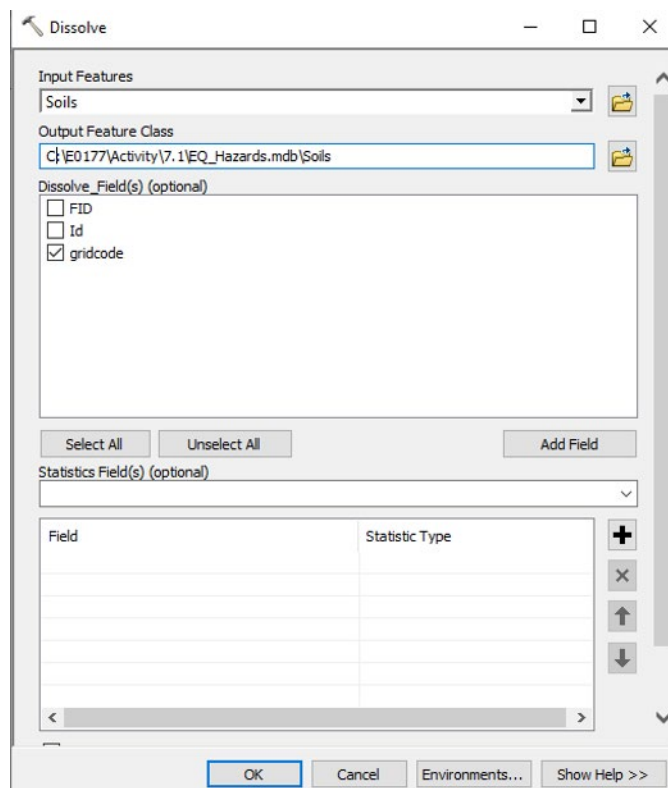 Dissolve
Input Features
Soils
Output Feature Class
C:\E0177\Activity\7.1\EQ_Hazards.mdb\Soils
Dissolve_Field(s) (optional)
FID
Id
gridcode
Select All Unselect All Add Field
Statistics Field(s) (optional)
Field Statistic Type
OK Cancel Environments... Show Help >>